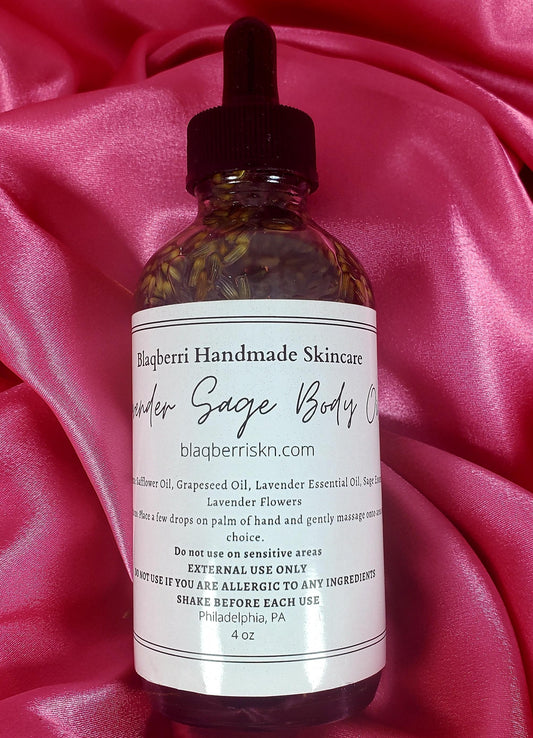 Blaqberri Handmade Skincare
Sage Body
blaqberriskn.com
Safflower Oil, Grapeseed Oil, Lavender Essential Oil, Sage
Lavender Flowers
Place a few drops on palm of hand and gently massage onto
choice.
Do not use on sensitive areas
EXTERNAL USE ONLY
DO NOT USE IF YOU ARE ALLERGIC TO ANY INGREDIENTS
SHAKE BEFORE EACH USE
Philadelphia, PA
4 oz